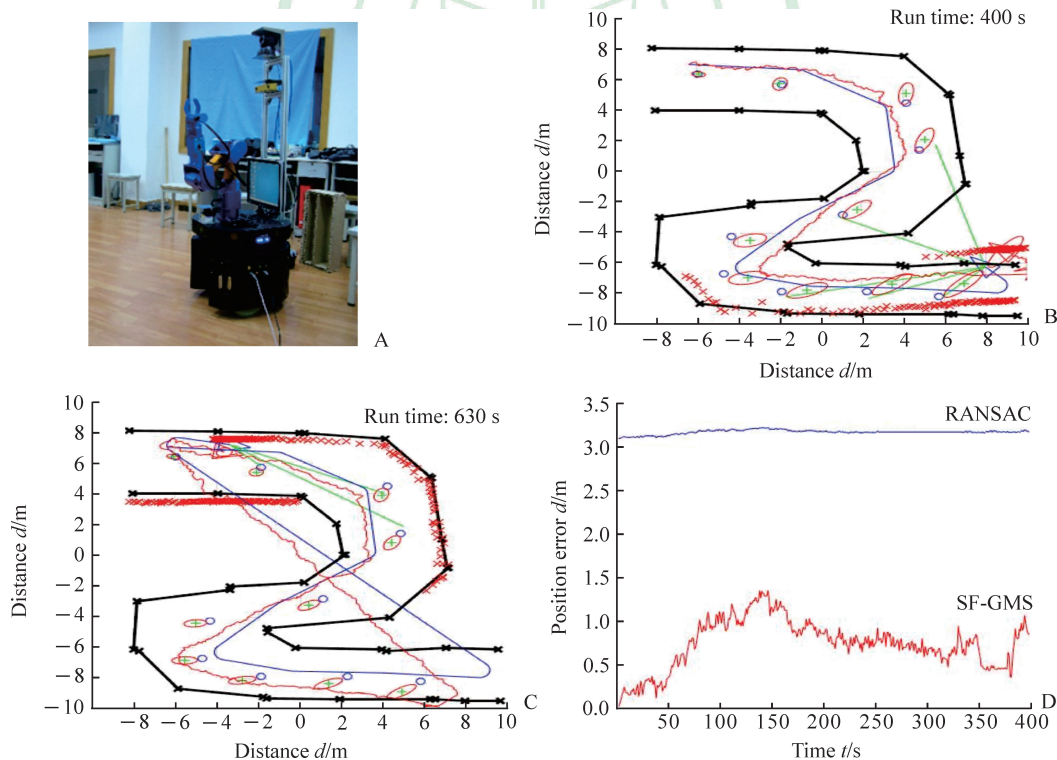 A
Run time: 400 s
Distance d/m
10
8
6
4
2
0
−2
−4
−6
−8
−10
−8 −6 −4 −2 0 2 4 6 8 10
Distance d/m
B
Run time: 630 s
Distance d/m
10
8
6
4
2
0
−2
−4
−6
−8
−10
−8 −6 −4 −2 0 2 4 6 8 10
Distance d/m
C
Position error d/m
3.5
3.0
2.5
2.0
1.5
1.0
0.5
0.0
RANSAC
SF-GMS
50 100 150 200 250 300 350 400
Time t/s
D